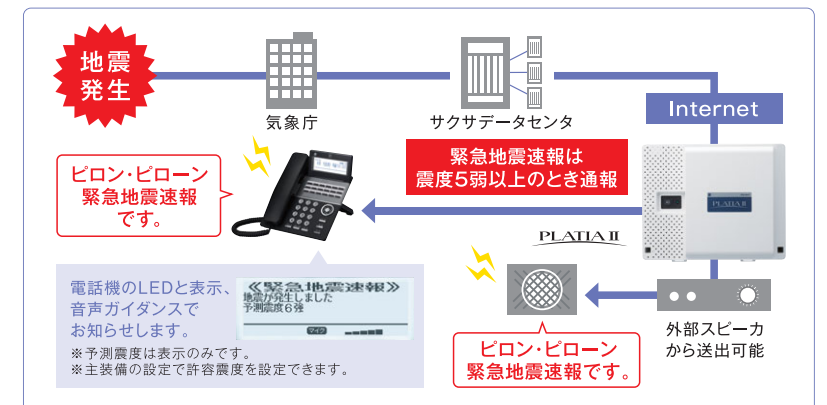 地震
発生
気象庁
サクサデータセンタ
Internet
緊急地震速報は
震度5弱以上のとき通報
ピロン・ピローン
緊急地震速報
です。
PLATIA II
PLATIA II
電話機のLEDと表示、
音声ガイダンスで
お知らせします。
≪緊急地震速報≫
地震が発生しました
予測震度6強
マイク
※予測震度は表示のみです。
※主装備の設定で許容震度を設定できます。
外部スピーカ
から送出可能
ピロン・ピローン
緊急地震速報です。